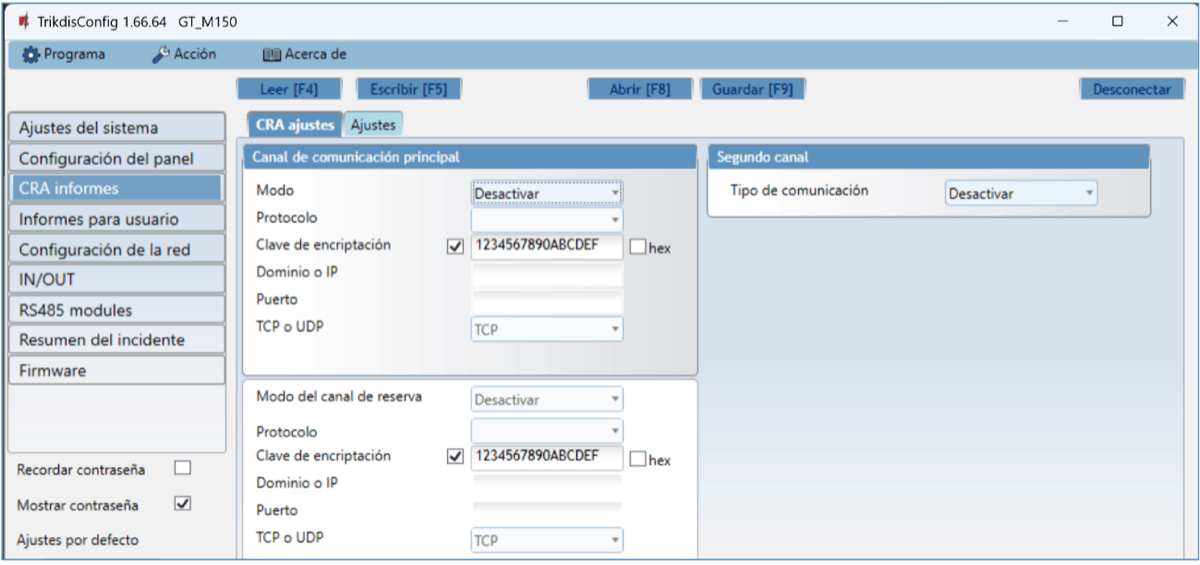 TrikdisConfig 1.66.64 GT_M150
Programa Acción Acerca de
Leer [F4] Escribir [F5] Abrir [F8] Guardar [F9] Desconectar
Ajustes del sistema
Configuración del panel
CRA informes
Informes para usuario
Configuración de la red
IN/OUT
RS485 modules
Resumen del incidente
Firmware
Recordar contraseña
Mostrar contraseña
Ajustes por defecto
CRA ajustes Ajustes
Canal de comunicación principal
Modo Desactivar
Protocolo
Clave de encriptación 1234567890ABCDEF hex
Dominio o IP
Puerto
TCP o UDP TCP
Modo del canal de reserva Desactivar
Protocolo
Clave de encriptación 1234567890ABCDEF hex
Dominio o IP
Puerto
TCP o UDP TCP
Segundo canal
Tipo de comunicación Desactivar